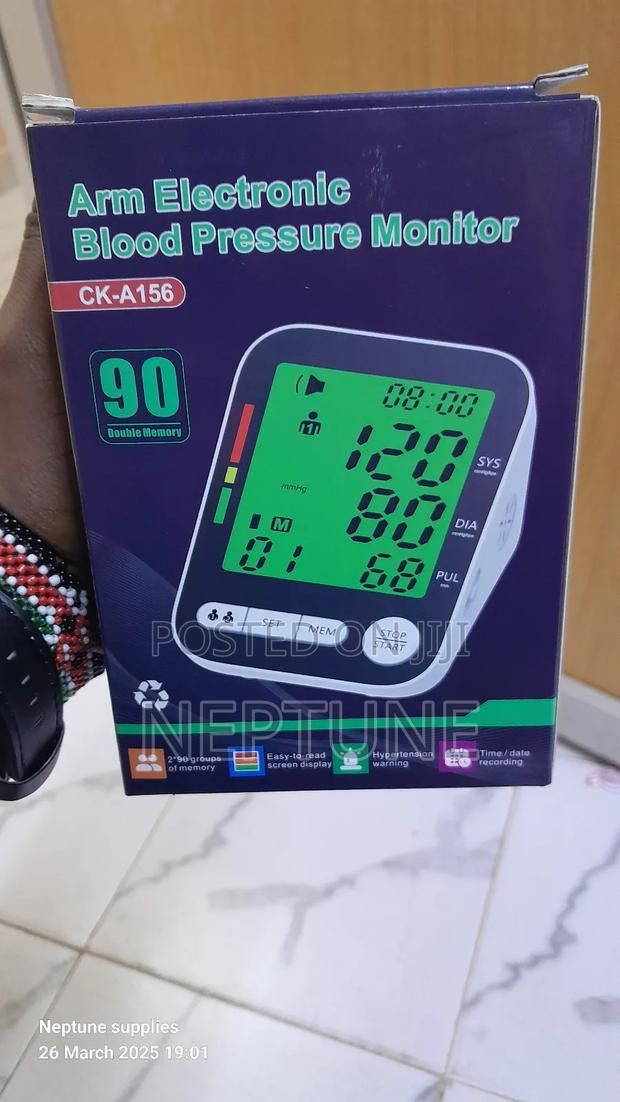 Arm Electronic
Blood Pressure Monitor
CK-A156
90
Double Memory
08:00
120
SYS
mmHg
80
DIA
M
01
68
PUL
SET
MEM
STOP
START
POSTED ON JIJI
NEPTUNE
2*90 groups
of memory
Easy-to-read
screen display
Hypertension
warning
Time / date
recording
Neptune supplies
26 March 2025 19:01